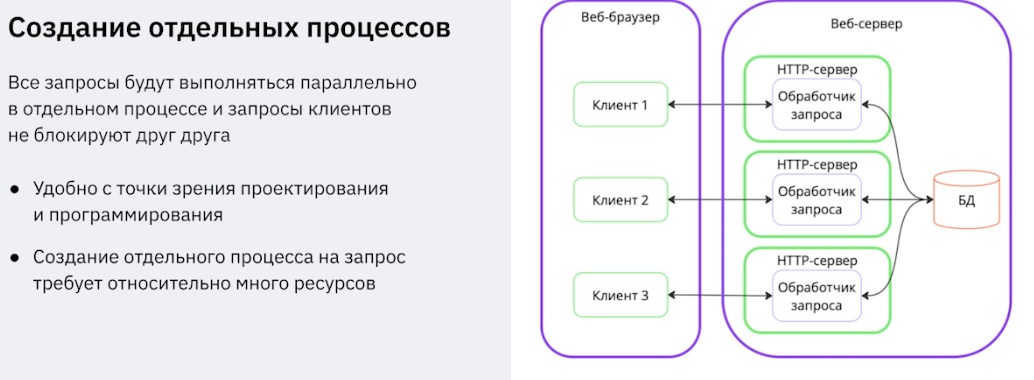 Создание отдельных процессов
Все запросы будут выполняться параллельно
в отдельном процессе и запросы клиентов
не блокируют друг друга
● Удобно с точки зрения проектирования
и программирования
● Создание отдельного процесса на запрос
требует относительно много ресурсов
Веб-браузер
Клиент 1
Клиент 2
Клиент 3
Веб-сервер
HTTP-сервер
Обработчик
запроса
HTTP-сервер
Обработчик
запроса
HTTP-сервер
Обработчик
запроса
БД